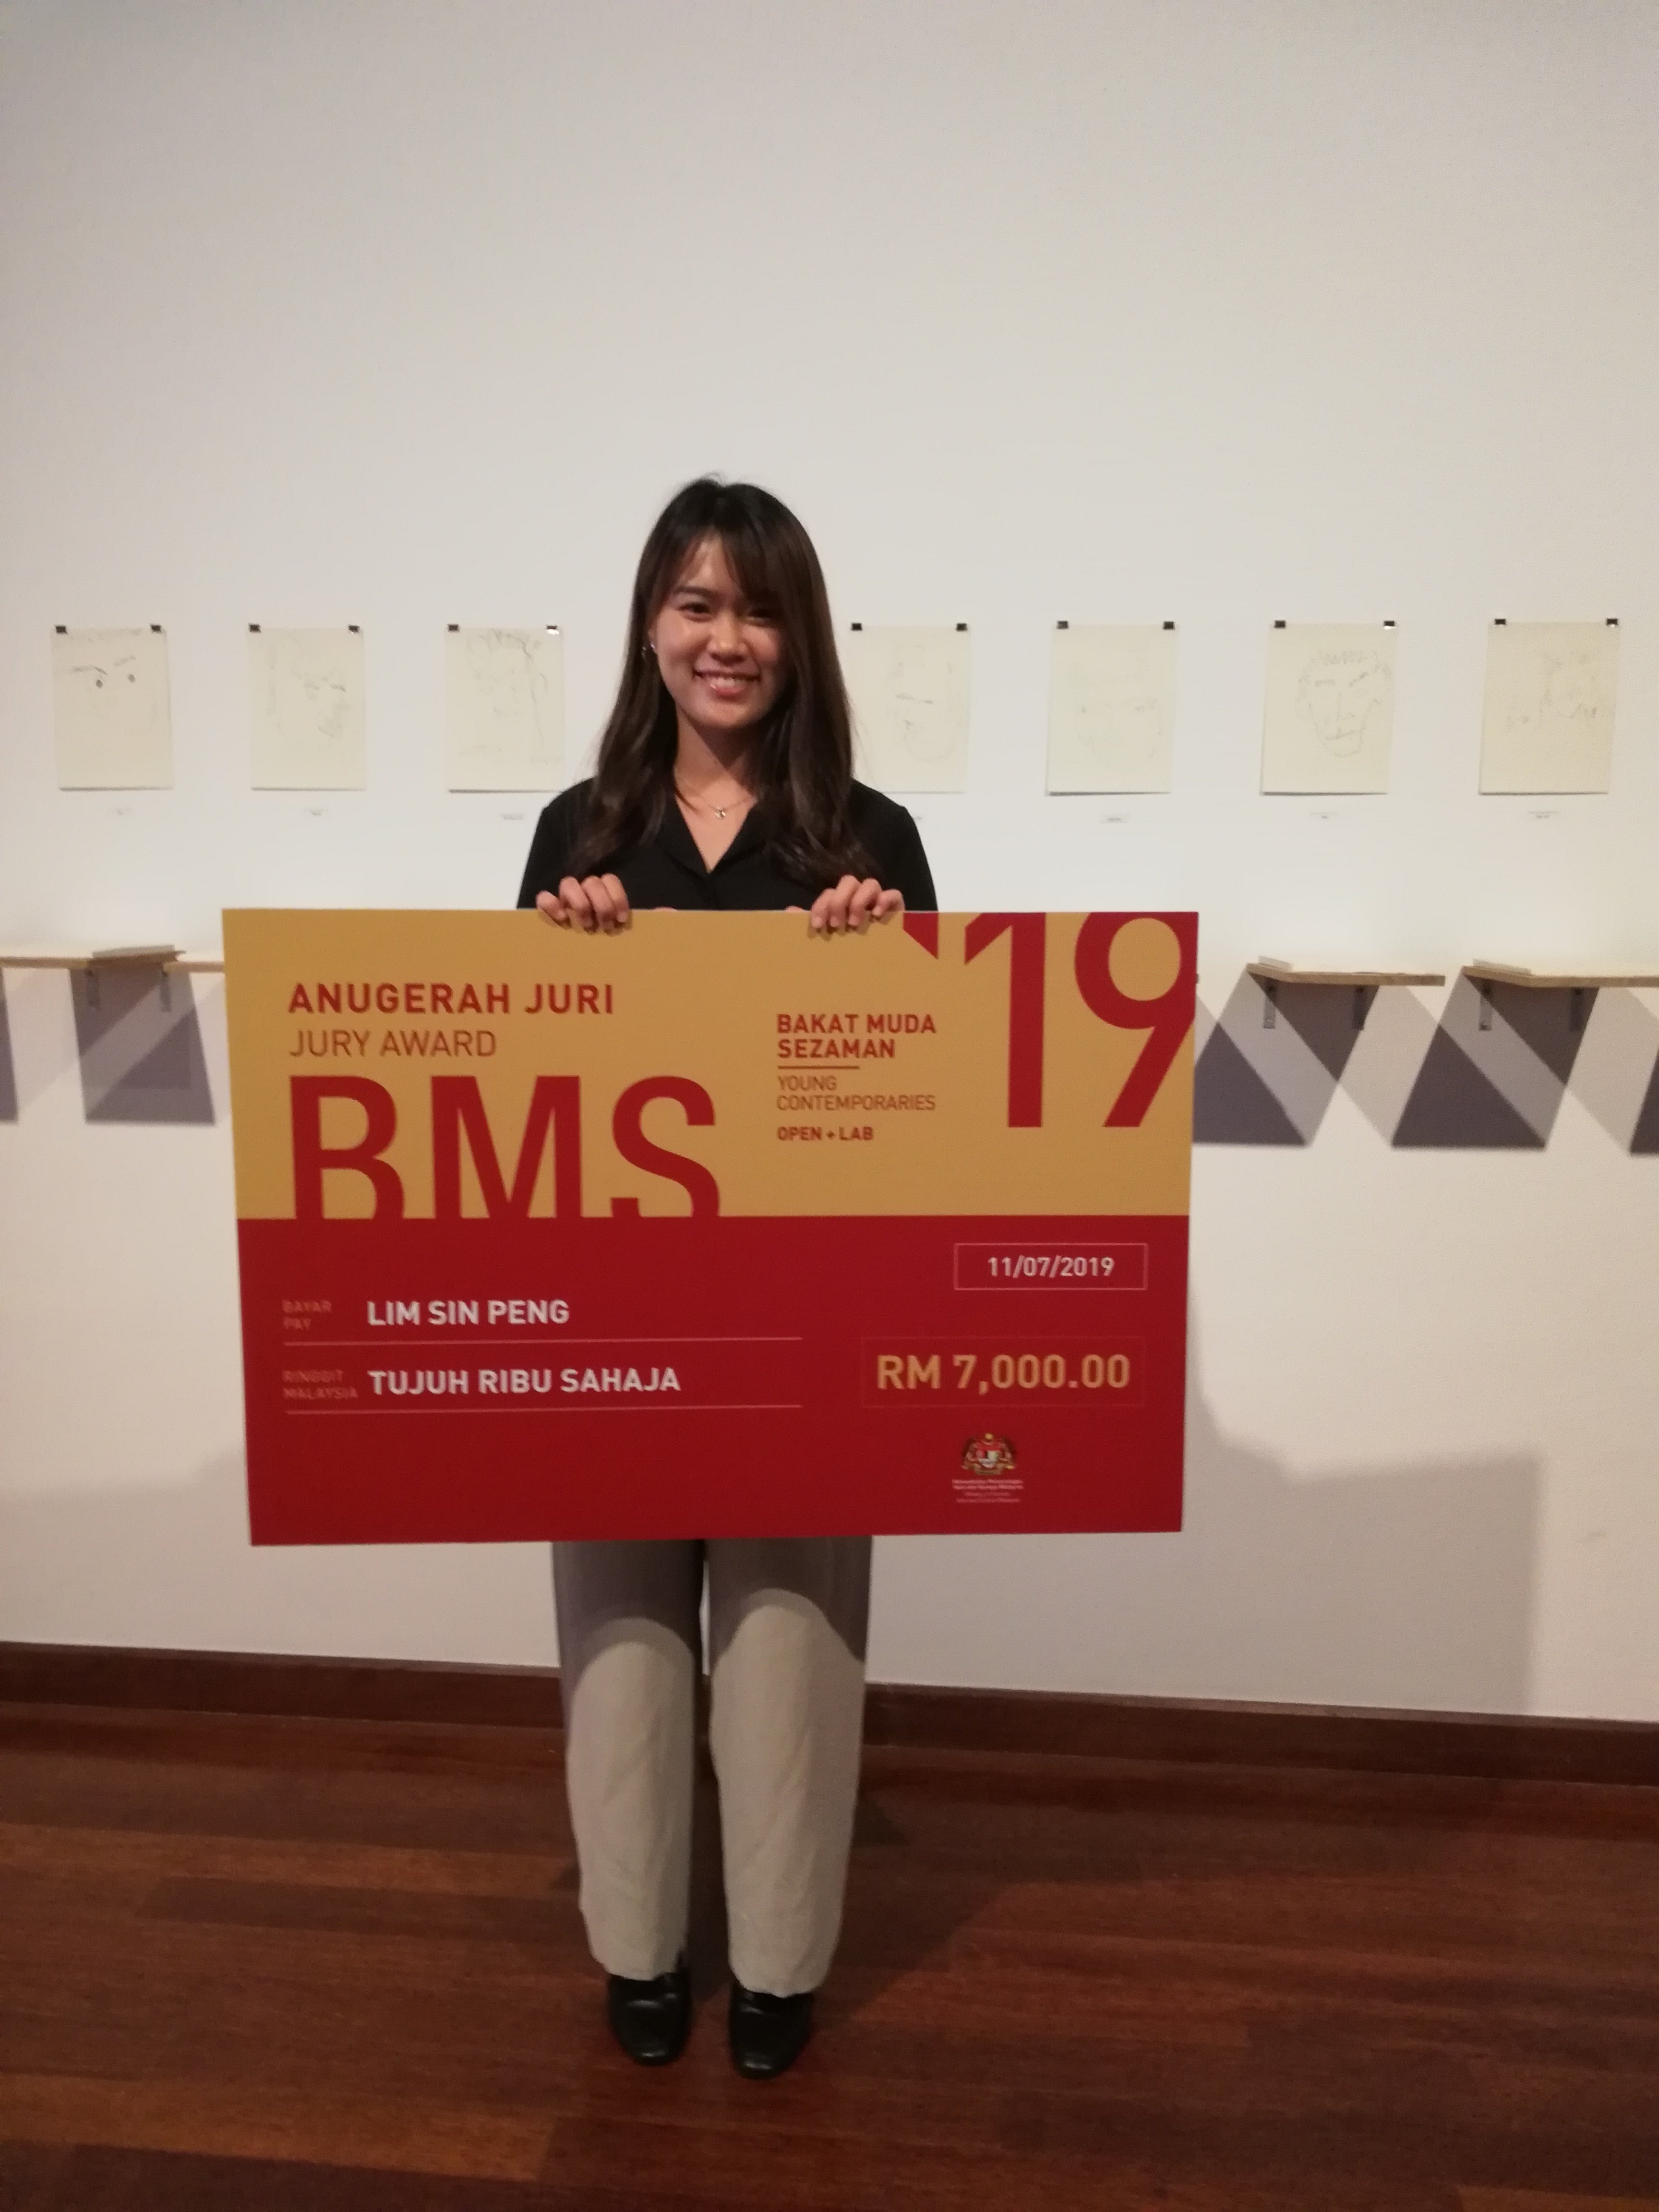 '19
ANUGERAH JURI
JURY AWARD
BMS
BAKAT MUDA
SEZAMAN
YOUNG
CONTEMPORARIES
OPEN + LAB
11/07/2019
BAYAR
PAY
LIM SIN PENG
RINGGIT
MALAYSIA
TUJUH RIBU SAHAJA
RM 7,000.00